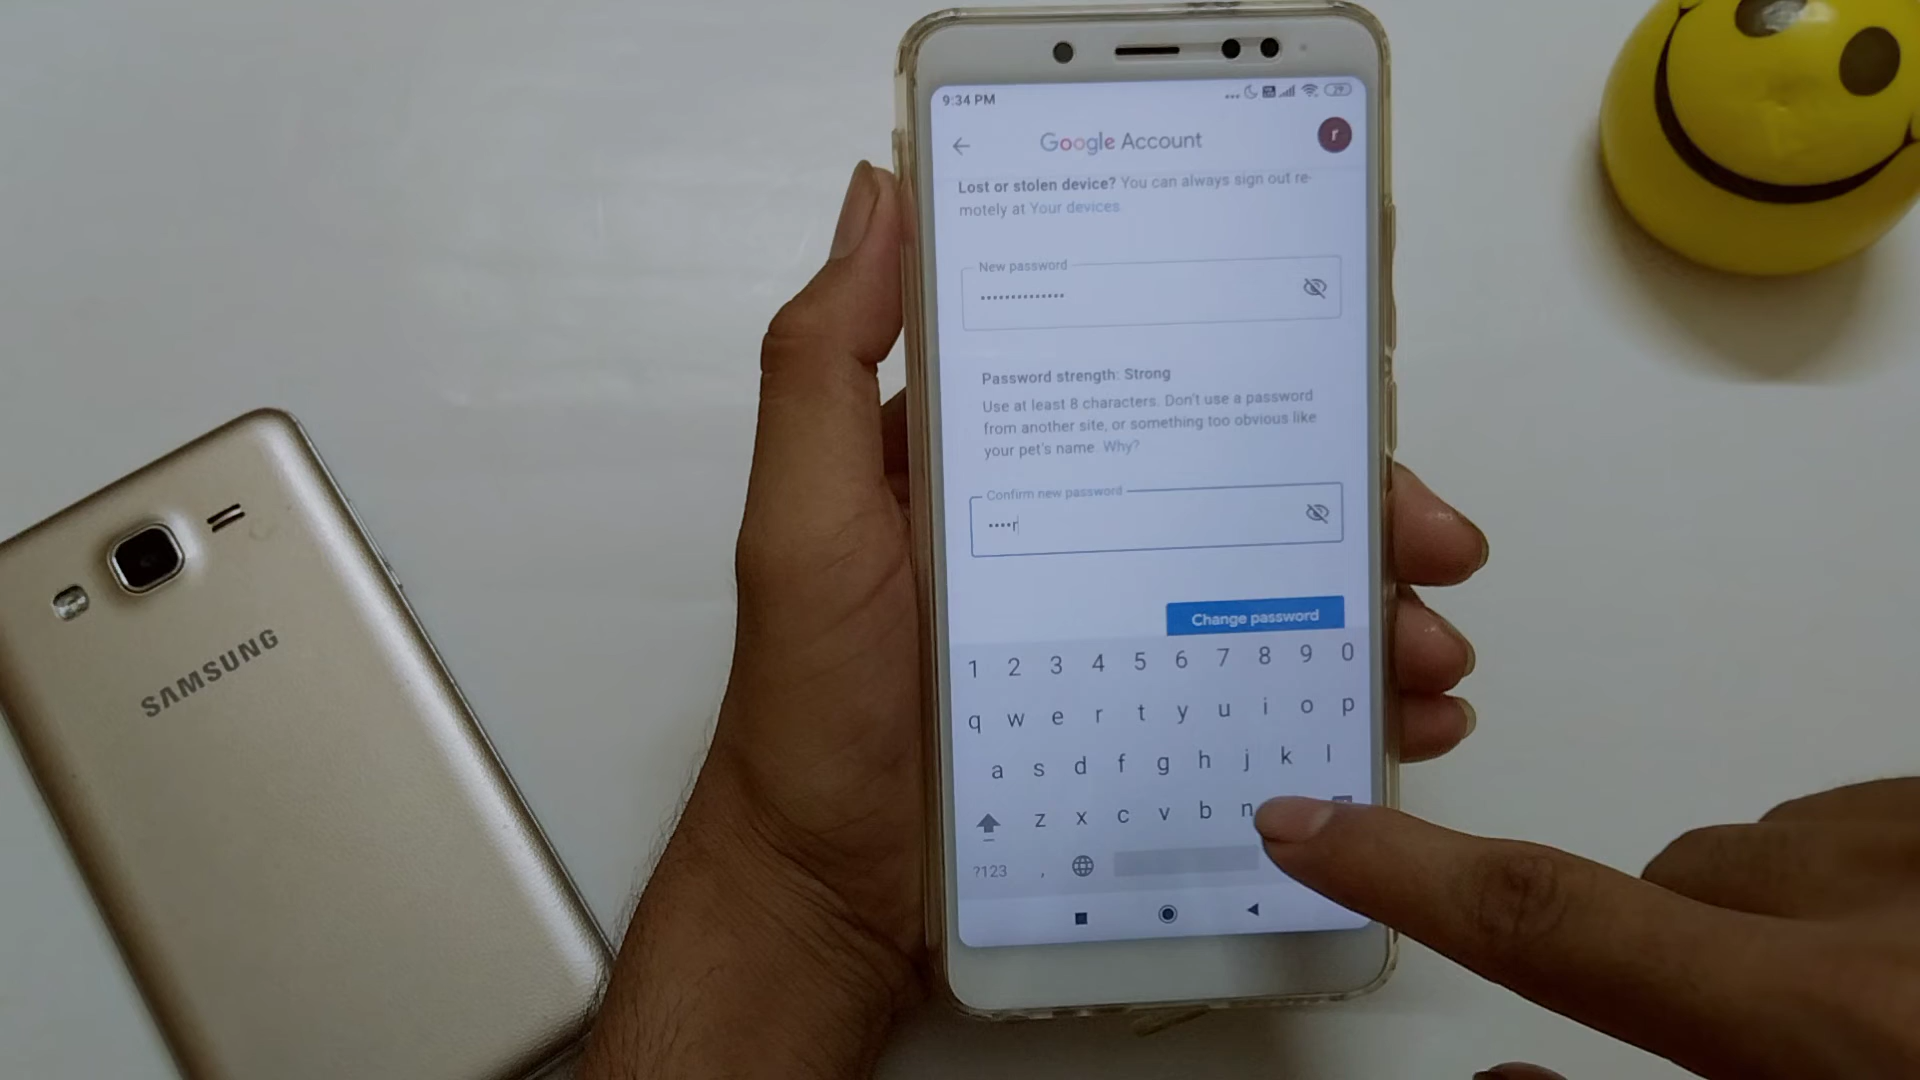 9:34 PM
29
Google Account
r
Lost or stolen device? You can always sign out re-
motely at Your devices.
New password
••••••••••••••
Password strength: Strong
Use at least 8 characters. Don't use a password
from another site, or something too obvious like
your pet's name. Why?
Confirm new password
••••r
Change password
1 2 3 4 5 6 7 8 9 0
q w e r t y u i o p
a s d f g h j k l
z x c v b n
?123 ,
SAMSUNG